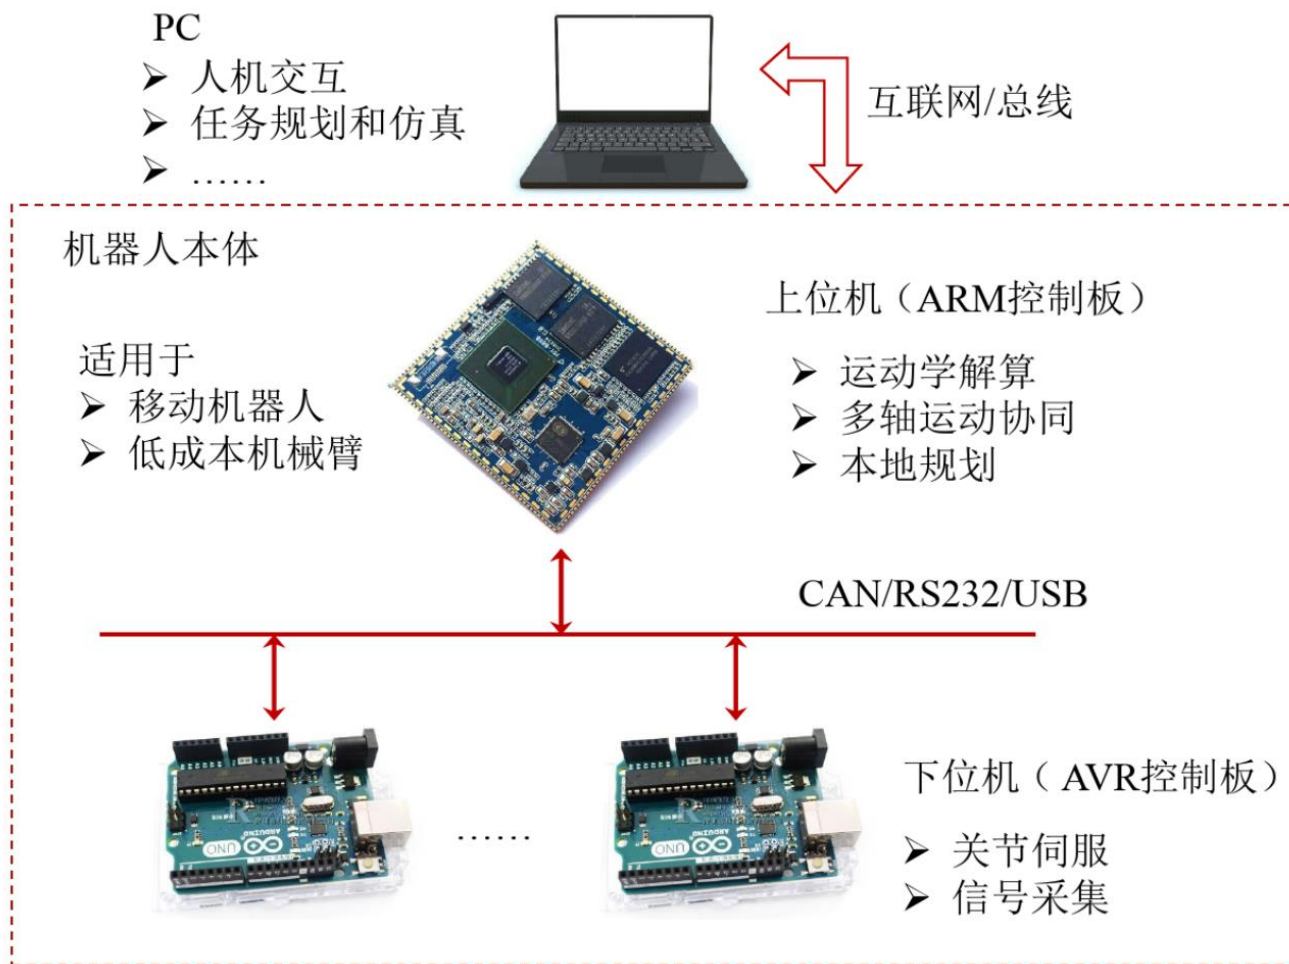 PC
➤ 人机交互
➤ 任务规划和仿真
➤ ……
互联网/总线
机器人本体
适用于
➤ 移动机器人
➤ 低成本机械臂
上位机（ARM控制板）
➤ 运动学解算
➤ 多轴运动协同
➤ 本地规划
CAN/RS232/USB
UNO
ARDUINO
……
UNO
ARDUINO
下位机（ AVR控制板）
➤ 关节伺服
➤ 信号采集